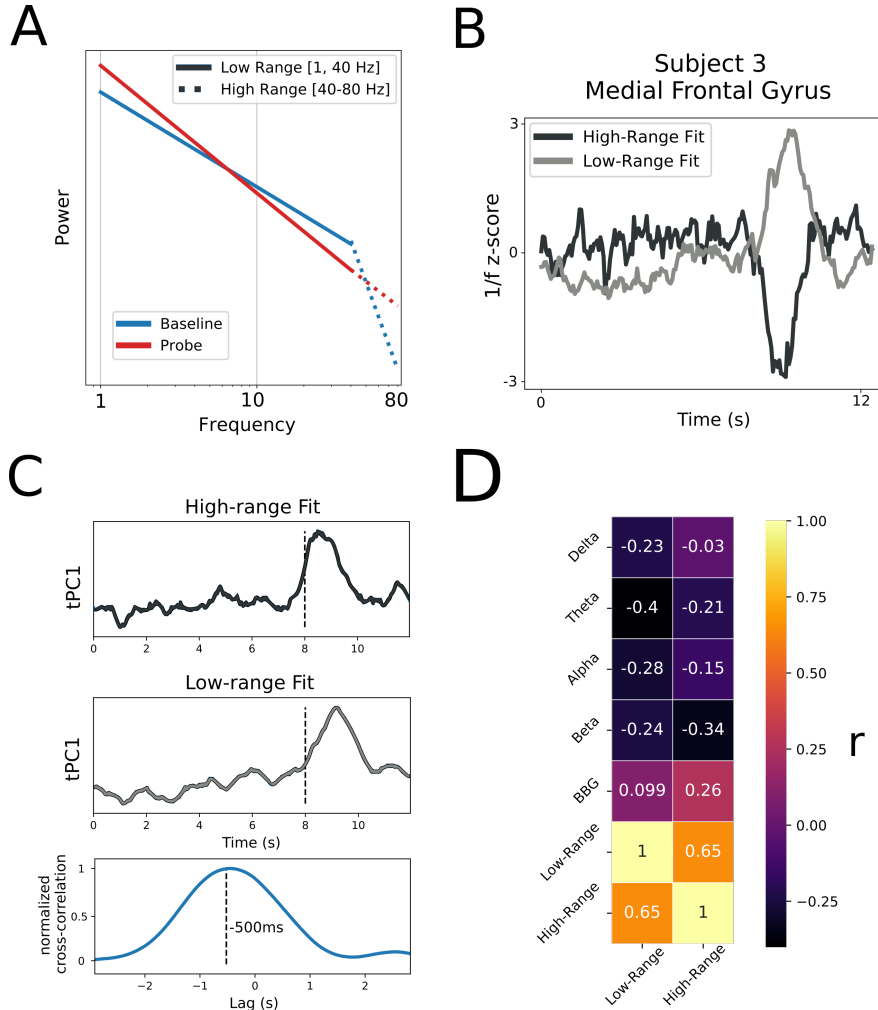 A
Low Range [1, 40 Hz]
High Range [40-80 Hz]
Power
Baseline
Probe
1
10
80
Frequency
B
Subject 3
Medial Frontal Gyrus
High-Range Fit
Low-Range Fit
1/f z-score
3
0
-3
0
12
Time (s)
C
High-range Fit
tPC1
0
2
4
6
8
10
Low-range Fit
tPC1
0
2
4
6
8
10
Time (s)
normalized
cross-correlation
1
0.5
0
-500ms
−2
−1
0
1
2
Lag (s)
D
Delta
-0.23
-0.03
Theta
-0.4
-0.21
Alpha
-0.28
-0.15
Beta
-0.24
-0.34
BBG
0.099
0.26
Low-Range
1
0.65
High-Range
0.65
1
Low-Range
High-Range
1.00
0.75
0.50
0.25
0.00
−0.25
r